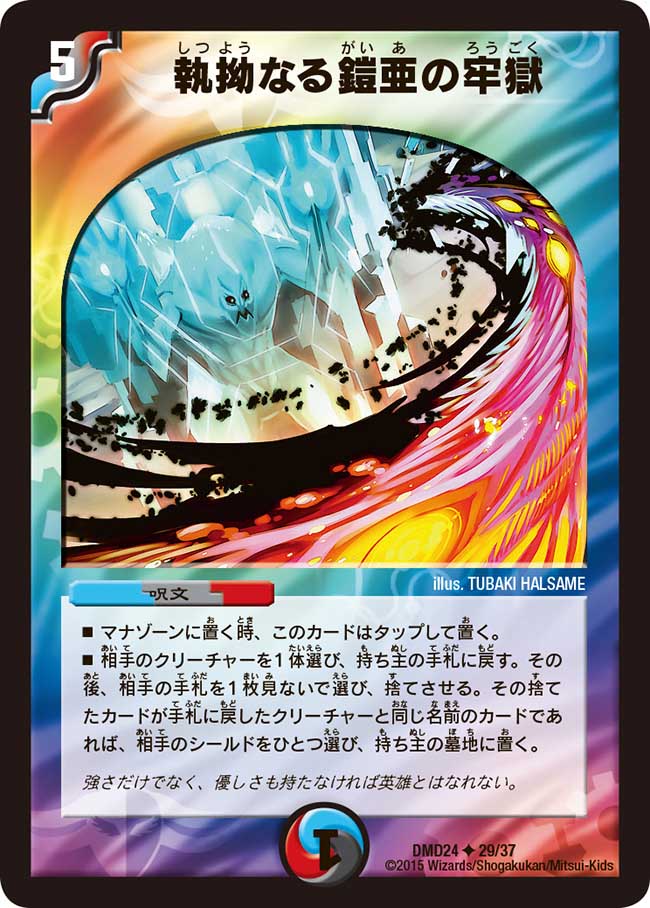 5
執拗なる鎧亜の牢獄
しつよう がいあ ろうごく
illus. TUBAKI HALSAME
呪文
■ マナゾーンに置く時、このカードはタップして置く。
■ 相手のクリーチャーを1体選び、持ち主の手札に戻す。その
後、相手の手札を1枚見ないで選び、捨てさせる。その捨て
たカードが手札に戻したクリーチャーと同じ名前のカードであ
れば、相手のシールドをひとつ選び、持ち主の墓地に置く。
強さだけでなく、優しさも持たなければ英雄とはなれない。
1
DMD24 ◆ 29/37
©2015 Wizards/Shogakukan/Mitsui-Kids